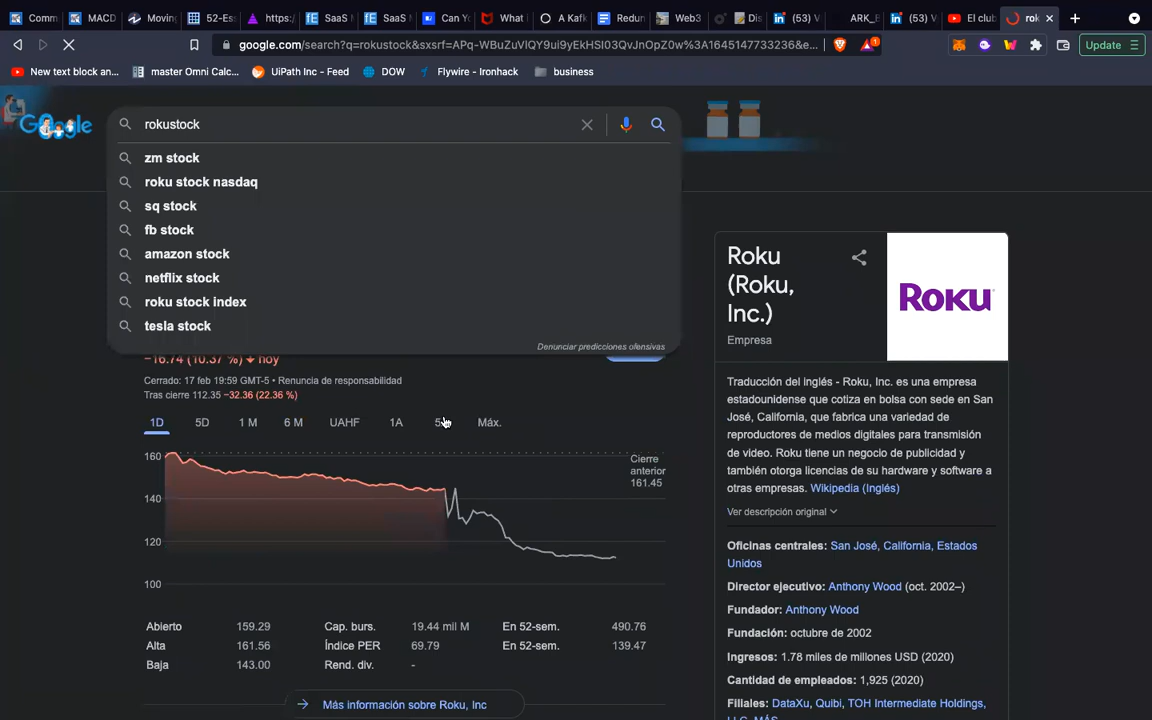 Comm
MACD
Moving
52-Ess
https:/
SaaS M
SaaS M
Can Yo
What i
A Kafk
Redun
Web3
Dis
(53) V
ARK_B
(53) V
El club
rok
google.com/search?q=rokustock&sxsrf=APq-WBuZuVlQY9ui9yEkHSI03QvJnOpZ0w%3A1645147733236&e...
1
Update
New text block an...
master Omni Calc...
UiPath Inc - Feed
DOW
Flywire - Ironhack
business
Google
rokustock
zm stock
roku stock nasdaq
sq stock
fb stock
amazon stock
netflix stock
roku stock index
tesla stock
Denunciar predicciones ofensivas
−16.74 (10.37 %) hoy
Cerrado: 17 feb 19:59 GMT-5 • Renuncia de responsabilidad
Tras cierre 112.35 −32.36 (22.36 %)
1D
5D
1 M
6 M
UAHF
1A
Máx.
160
140
120
100
Cierre
anterior
161.45
Abierto 159.29 Cap. burs. 19.44 mil M En 52-sem. 490.76
Alta 161.56 Índice PER 69.79 En 52-sem. 139.47
Baja 143.00 Rend. div. -
Más información sobre Roku, Inc
Roku
(Roku,
Inc.)
Empresa
ROKU
Traducción del inglés - Roku, Inc. es una empresa
estadounidense que cotiza en bolsa con sede en San
José, California, que fabrica una variedad de
reproductores de medios digitales para transmisión
de video. Roku tiene un negocio de publicidad y
también otorga licencias de su hardware y software a
otras empresas. Wikipedia (Inglés)
Ver descripción original
Oficinas centrales: San José, California, Estados
Unidos
Director ejecutivo: Anthony Wood (oct. 2002–)
Fundador: Anthony Wood
Fundación: octubre de 2002
Ingresos: 1.78 miles de millones USD (2020)
Cantidad de empleados: 1,925 (2020)
Filiales: DataXu, Quibi, TOH Intermediate Holdings,
LLC, MÁS